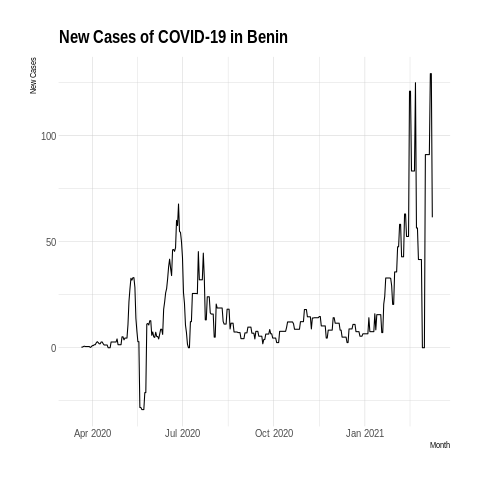 New Cases of COVID-19 in Benin
New Cases
100
50
0
Apr 2020
Jul 2020
Oct 2020
Jan 2021
Month